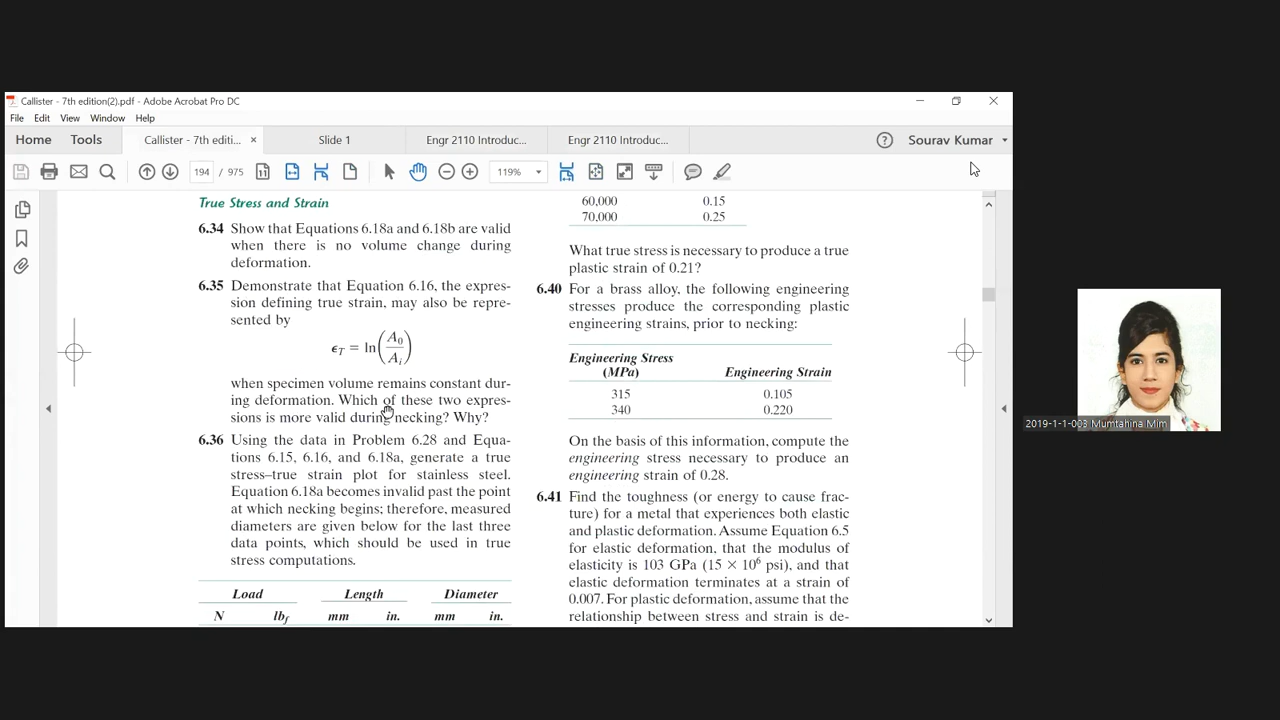 Callister - 7th edition(2).pdf - Adobe Acrobat Pro DC
File Edit View Window Help
Home Tools Callister - 7th editi... × Slide 1 Engr 2110 Introduc... Engr 2110 Introduc... Sourav Kumar
194 / 975 119%
True Stress and Strain
6.34 Show that Equations 6.18a and 6.18b are valid
when there is no volume change during
deformation.
6.35 Demonstrate that Equation 6.16, the expres-
sion defining true strain, may also be repre-
sented by
ϵT = ln(A0/Ai)
when specimen volume remains constant dur-
ing deformation. Which of these two expres-
sions is more valid during necking? Why?
6.36 Using the data in Problem 6.28 and Equa-
tions 6.15, 6.16, and 6.18a, generate a true
stress–true strain plot for stainless steel.
Equation 6.18a becomes invalid past the point
at which necking begins; therefore, measured
diameters are given below for the last three
data points, which should be used in true
stress computations.
Load Length Diameter
N lbf mm in. mm in.
60,000 0.15
70,000 0.25
What true stress is necessary to produce a true
plastic strain of 0.21?
6.40 For a brass alloy, the following engineering
stresses produce the corresponding plastic
engineering strains, prior to necking:
Engineering Stress
(MPa) Engineering Strain
315 0.105
340 0.220
On the basis of this information, compute the
engineering stress necessary to produce an
engineering strain of 0.28.
6.41 Find the toughness (or energy to cause frac-
ture) for a metal that experiences both elastic
and plastic deformation. Assume Equation 6.5
for elastic deformation, that the modulus of
elasticity is 103 GPa (15 × 10⁶ psi), and that
elastic deformation terminates at a strain of
0.007. For plastic deformation, assume that the
relationship between stress and strain is de-
2019-1-1-003 Mumtahina Mim